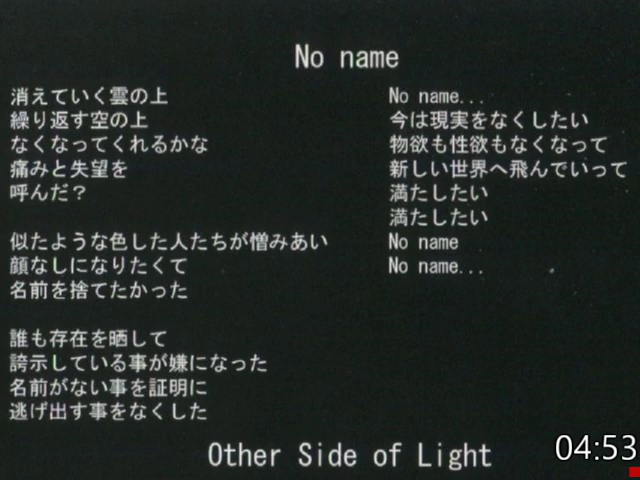 No name
消えていく雲の上
繰り返す空の上
なくなってくれるかな
痛みと失望を
呼んだ？
似たような色した人たちが憎みあい
顔なしになりたくて
名前を捨てたかった
誰も存在を晒して
誇示している事が嫌になった
名前がない事を証明に
逃げ出す事をなくした
No name...
今は現実をなくしたい
物欲も性欲もなくなって
新しい世界へ飛んでいって
満たしたい
満たしたい
No name
No name...
Other Side of Light
04:53